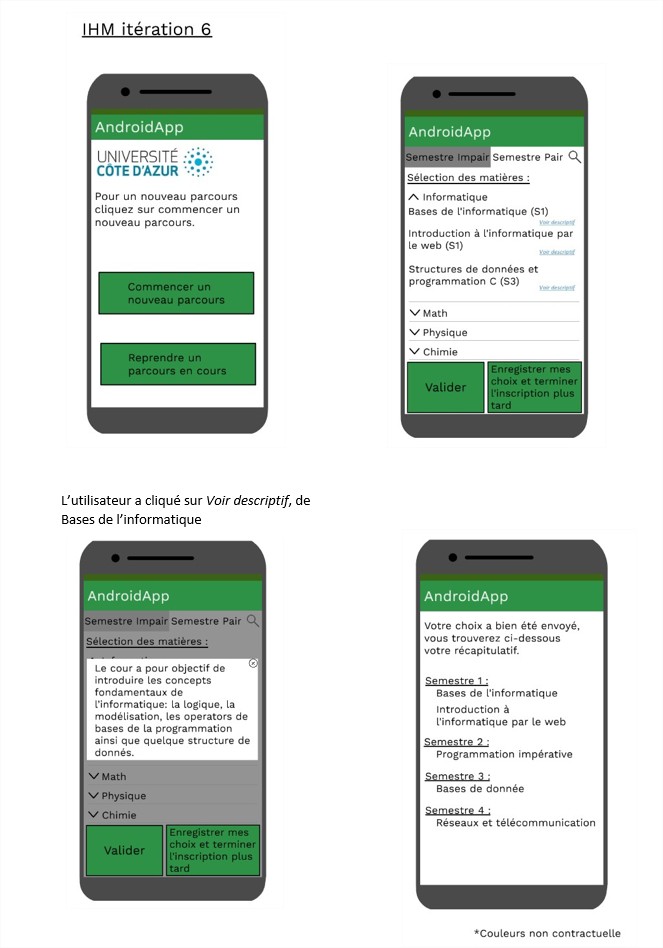 IHM itération 6
AndroidApp
UNIVERSITÉ
CÔTE D'AZUR
Pour un nouveau parcours
cliquez sur commencer un
nouveau parcours.
Commencer un
nouveau parcours
Reprendre un
parcours en cours
AndroidApp
Semestre Impair Semestre Pair
Sélection des matières :
Informatique
Bases de l'informatique (S1)
Voir descriptif
Introduction à l'informatique par
le web (S1)
Voir descriptif
Structures de données et
programmation C (S3)
Voir descriptif
Math
Physique
Chimie
Valider
Enregistrer mes
choix et terminer
l'inscription plus
tard
L'utilisateur a cliqué sur Voir descriptif, de
Bases de l'informatique
AndroidApp
Semestre Impair Semestre Pair
Sélection des matières :
Le cour a pour objectif de
introduire les concepts
fondamentaux de
l'informatique: la logique, la
modélisation, les operators de
bases de la programmation
ainsi que quelque structure de
donnés.
Math
Physique
Chimie
Valider
Enregistrer mes
choix et terminer
l'inscription plus
tard
AndroidApp
Votre choix a bien été envoyé,
vous trouverez ci-dessous
votre récapitulatif.
Semestre 1 :
Bases de l'informatique
Introduction à
l'informatique par le web
Semestre 2 :
Programmation impérative
Semestre 3 :
Bases de donnée
Semestre 4 :
Réseaux et télécommunication
*Couleurs non contractuelle